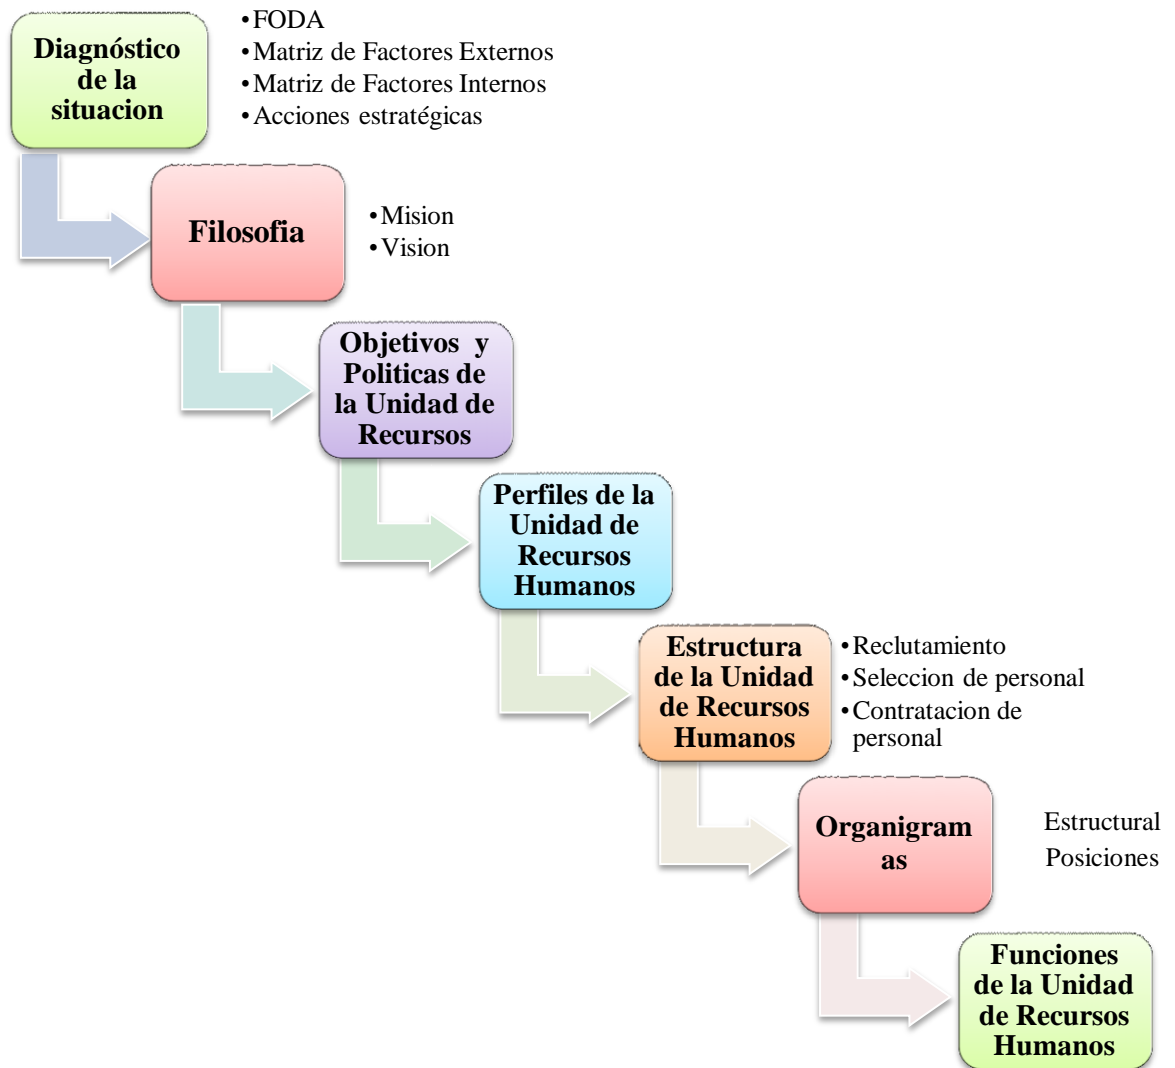 Diagnóstico
de la
situacion
•FODA
•Matriz de Factores Externos
•Matriz de Factores Internos
•Acciones estratégicas
Filosofia
•Mision
•Vision
Objetivos y
Politicas de
la Unidad de
Recursos
Perfiles de la
Unidad de
Recursos
Humanos
Estructura
de la Unidad
de Recursos
Humanos
•Reclutamiento
•Seleccion de personal
•Contratacion de
personal
Organigram
as
Estructural
Posiciones
Funciones
de la Unidad
de Recursos
Humanos